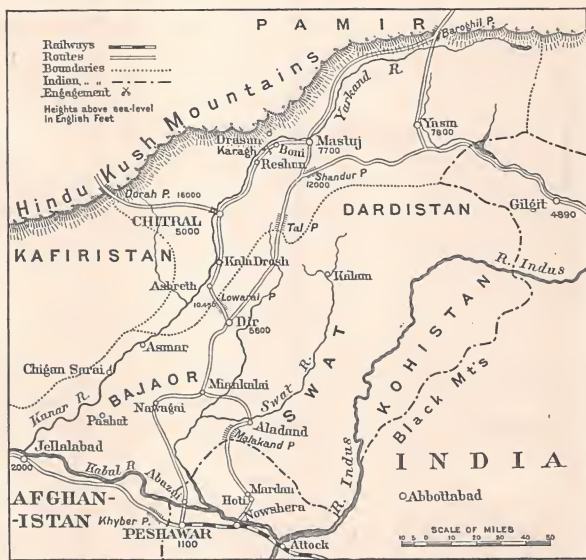 PAMIR
Baroghil P.
Railways
Routes
Boundaries
Indian „ „
Engagement
Heights above sea-level
in English Feet
Hindu Kush Mountains
Yarkand R.
Drasun
Karagh
Boni
Mastuj
7700
Reshun
Yasin
7800
Shandur P
12000
Dorah P. 16000
CHITRAL
5000
DARDISTAN
Gilgit
4890
KAFIRISTAN
Tal P
R. Indus
Kala Drosh
Kalam
Ashreth
Lowarai P
10.450
Dir
5600
Asmar
Chigan Sarai
BAJAOR
Miankalai
SWAT
Swat R.
KOHISTAN
Black Mts
Kunar R.
Pashat
Nawagai
Aladand
Malakand P
Jellalabad
2000
Kabul R
Abazai
R. Indus
INDIA
AFGHAN-
-ISTAN
Mardan
Hoti
Nowshera
Abbottabad
Khyber P.
PESHAWAR
1100
Attock
SCALE OF MILES
10 5 0 10 20 30 40 50